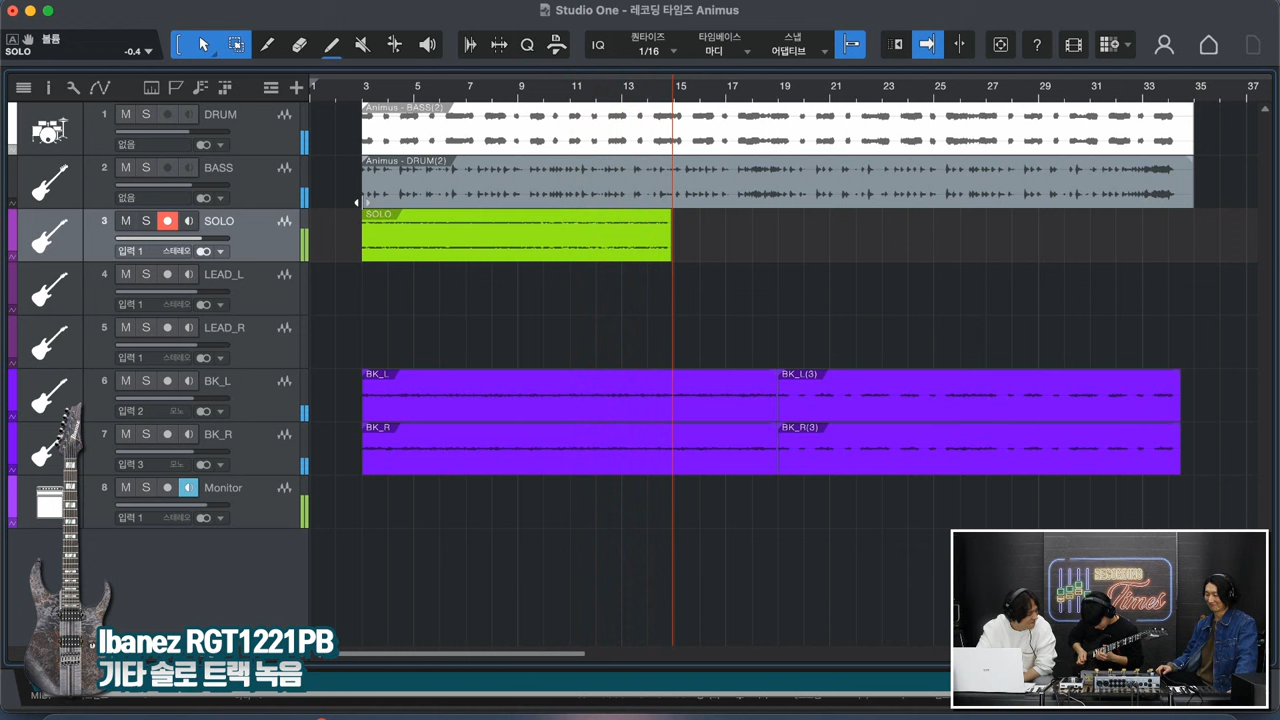 Studio One - 레코딩 타임즈 Animus
A 볼륨
SOLO -0.4
IQ
퀀타이즈 타임베이스 스냅
1/16 마디 어댑티브
1 3 5 7 9 11 13 15 17 19 21 23 25 27 29 31 33 35 37
1 M S DRUM
없음
Animus - BASS(2)
2 M S BASS
없음
Animus - DRUM(2)
3 M S SOLO
입력 1 스테레오
SOLO
4 M S LEAD_L
입력 1 스테레오
5 M S LEAD_R
입력 1 스테레오
6 M S BK_L
입력 2 모노
BK_L BK_L(3)
7 M S BK_R
입력 3 모노
BK_R BK_R(3)
8 M S Monitor
입력 1 스테레오
RECORDING
Times
Ibanez RGT1221PB
기타 솔로 트랙 녹음